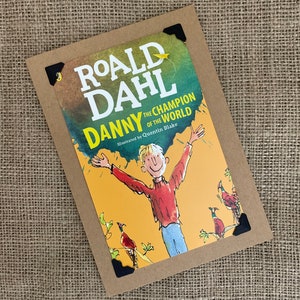 ROALD
DAHL
DANNY THE CHAMPION
OF THE WORLD
Illustrated by Quentin Blake